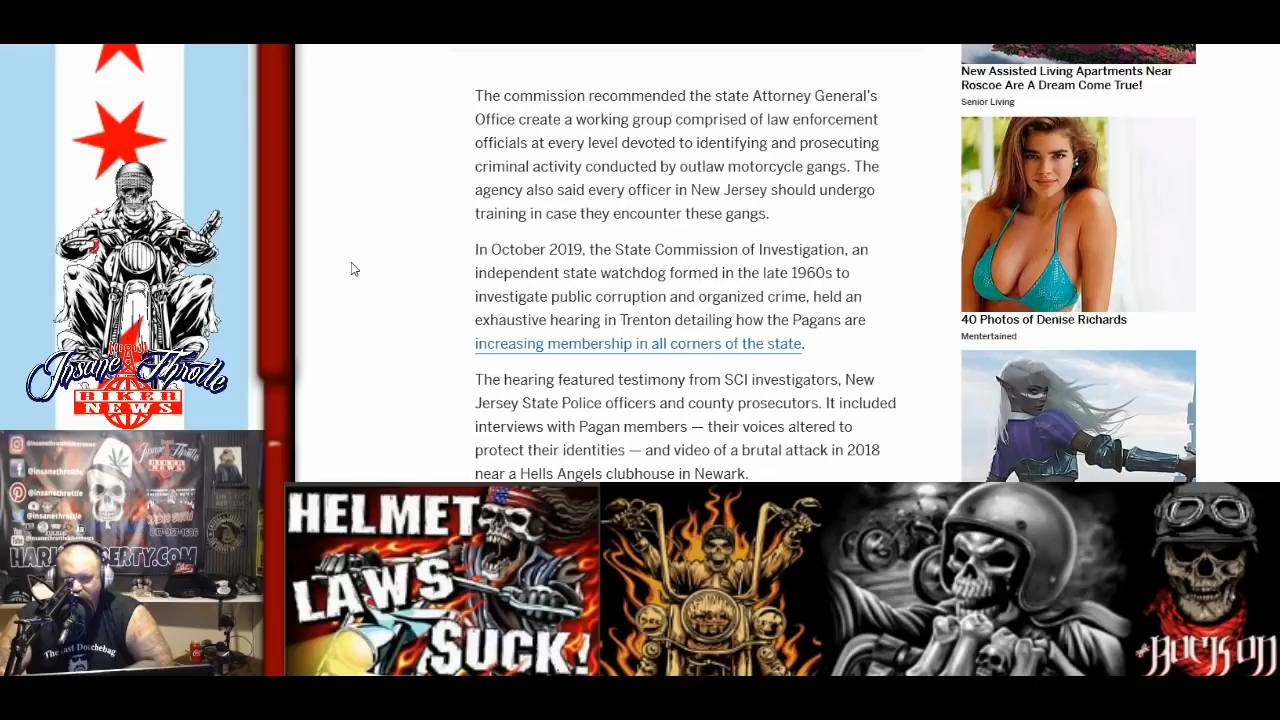 The commission recommended the state Attorney General's
Office create a working group comprised of law enforcement
officials at every level devoted to identifying and prosecuting
criminal activity conducted by outlaw motorcycle gangs. The
agency also said every officer in New Jersey should undergo
training in case they encounter these gangs.
In October 2019, the State Commission of Investigation, an
independent state watchdog formed in the late 1960s to
investigate public corruption and organized crime, held an
exhaustive hearing in Trenton detailing how the Pagans are
increasing membership in all corners of the state.
The hearing featured testimony from SCI investigators, New
Jersey State Police officers and county prosecutors. It included
interviews with Pagan members — their voices altered to
protect their identities — and video of a brutal attack in 2018
near a Hells Angels clubhouse in Newark.
New Assisted Living Apartments Near
Roscoe Are A Dream Come True!
Senior Living
40 Photos of Denise Richards
Mentertained
Insane Throttle
BIKER
NEWS
@insanethrottlebikernews
@insanethrottle
@insanethrottle
@insanethrottle
The Last Douchebag
HELMET
LAWS
SUCK!
ROCK ON